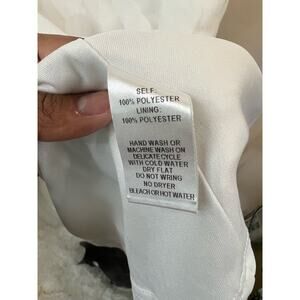 SELF:
100% POLYESTER
LINING:
100% POLYESTER
HAND WASH OR
MACHINE WASH ON
DELICATE CYCLE
WITH COLD WATER
DRY FLAT
DO NOT WRING
NO DRYER
BLEACH OR HOT WATER